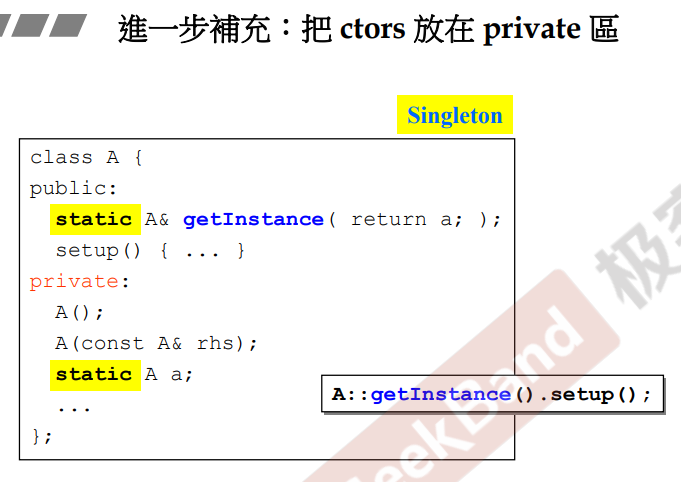 進一步補充：把 ctors 放在 private 區
Singleton
class A {
public:
static A& getInstance( return a; );
setup() { ... }
private:
A();
A(const A& rhs);
static A a;
...
};
A::getInstance().setup();
GeekBand 极客